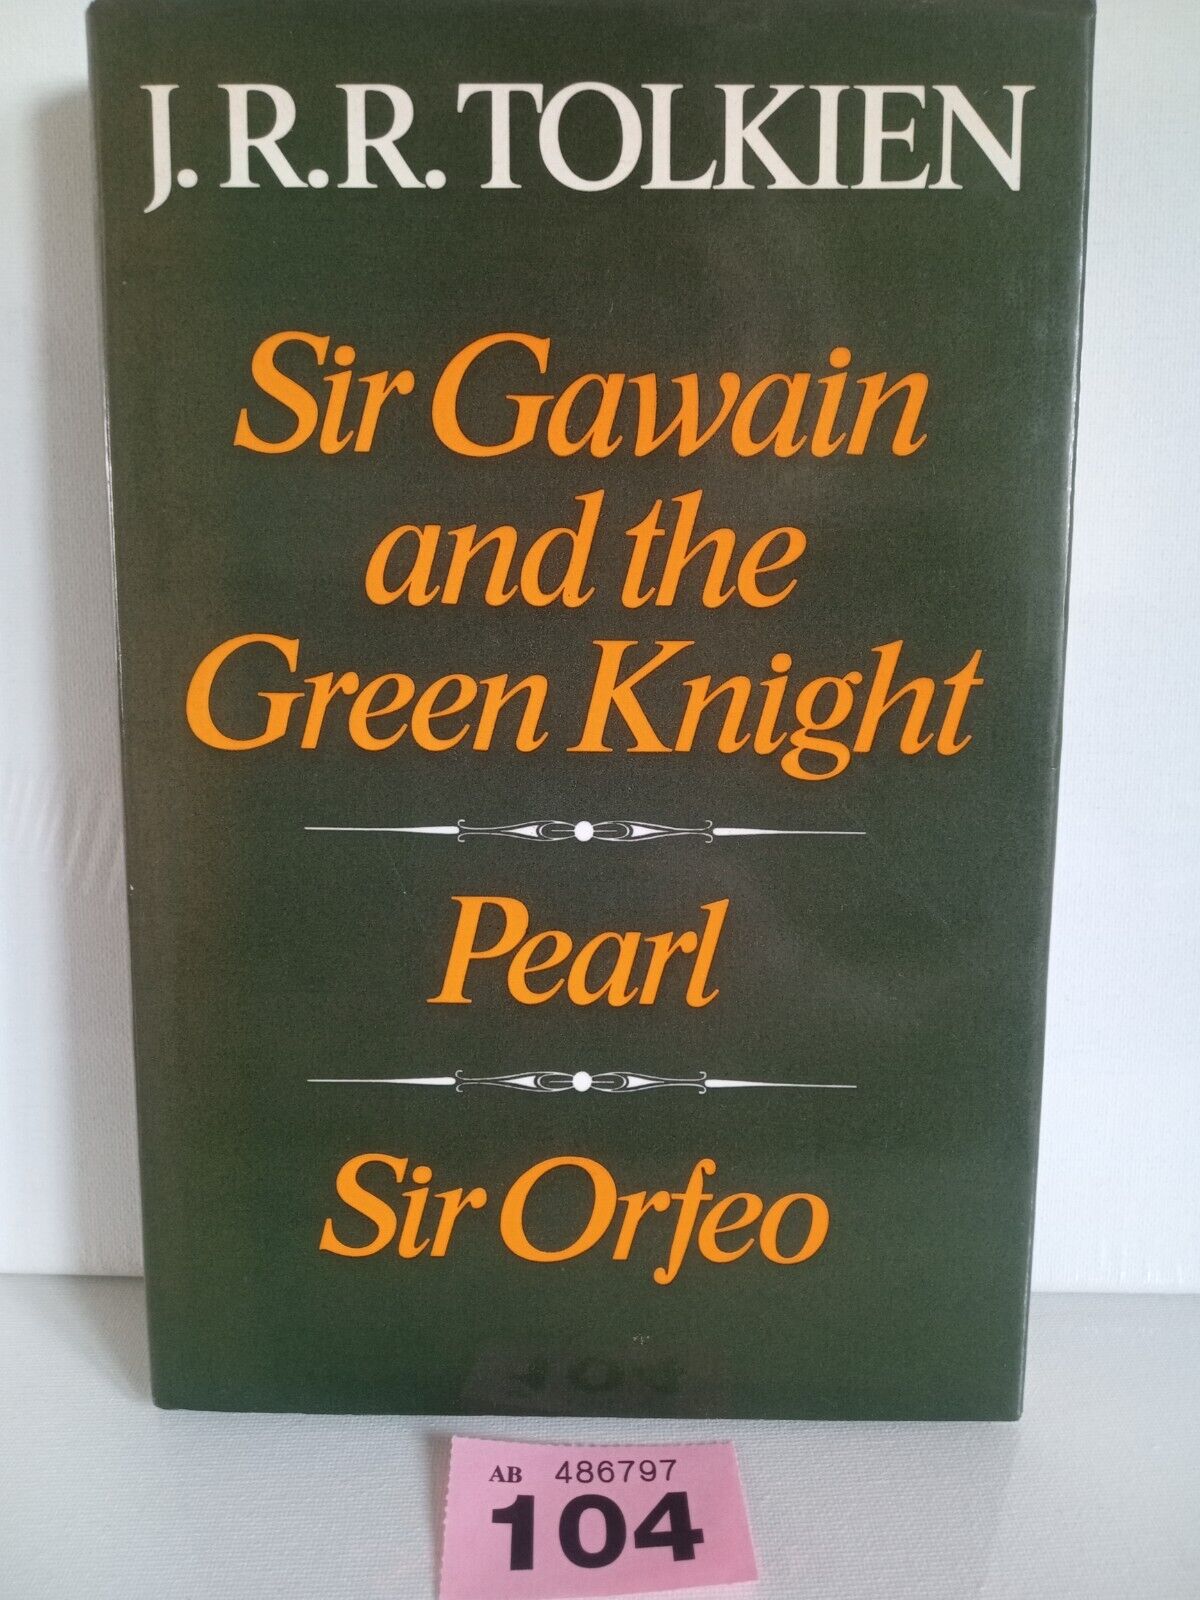 J.R.R. TOLKIEN
Sir Gawain
and the
Green Knight
Pearl
Sir Orfeo
AB 486797
104